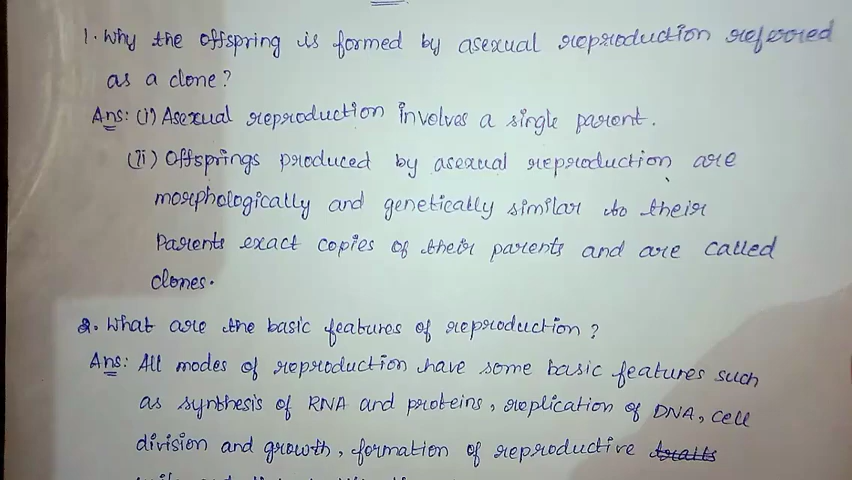 1. Why the offspring is formed by asexual reproduction referred
as a clone?
Ans: (i) Asexual reproduction involves a single parent.
(ii) Offsprings produced by asexual reproduction are
morphologically and genetically similar to their
Parents exact copies of their parents and are called
clones.
2. What are the basic features of reproduction?
Ans: All modes of reproduction have some basic features such
as synthesis of RNA and proteins, replication of DNA, cell
division and growth, formation of reproductive